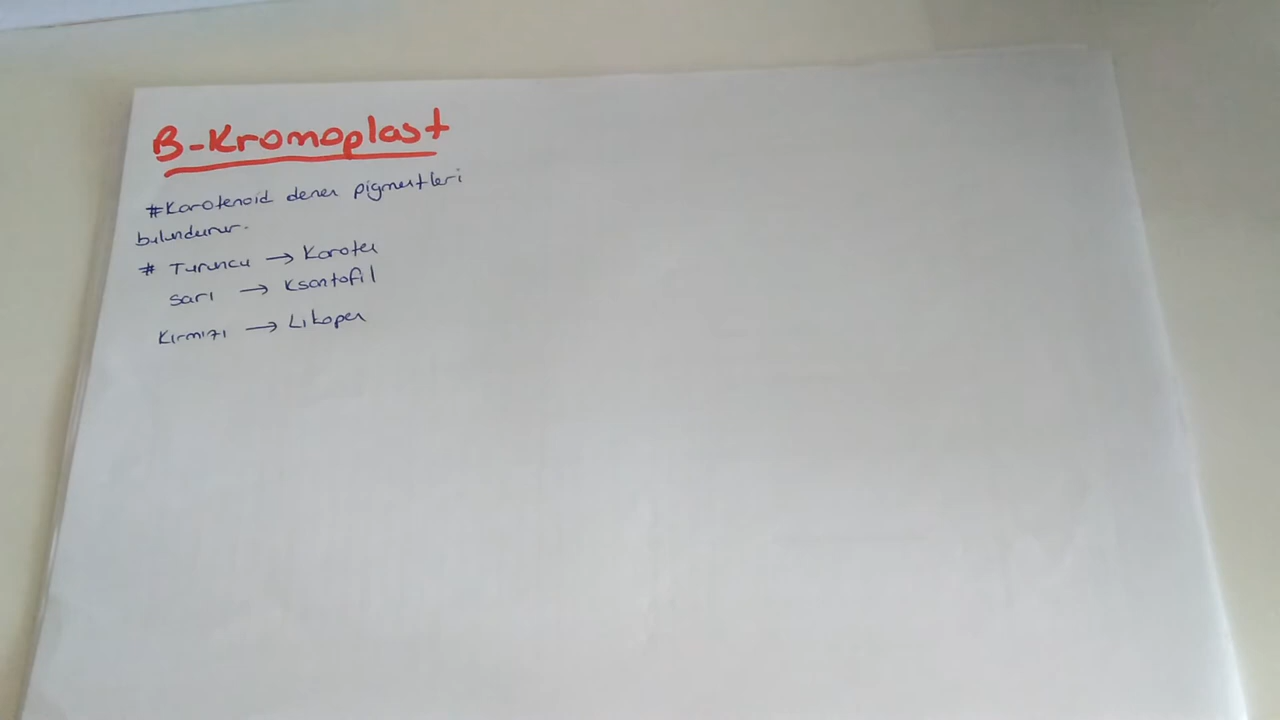 B-Kromoplast
#Karotenoid denen pigmentleri
bulundurur.
# Turuncu → Karoten
Sarı → Ksantofil
Kırmızı → Likopen